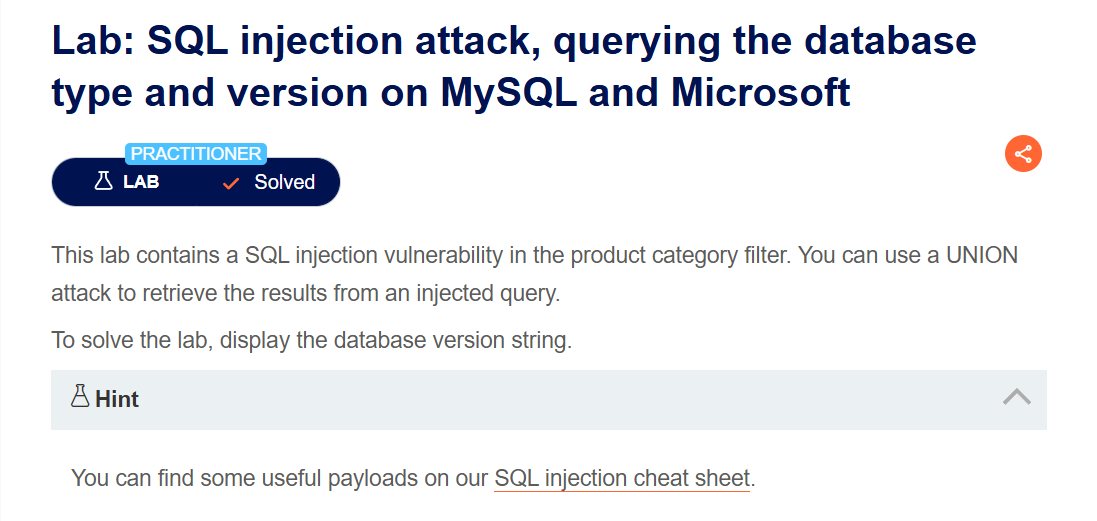 Lab: SQL injection attack, querying the database
type and version on MySQL and Microsoft
PRACTITIONER
LAB Solved
This lab contains a SQL injection vulnerability in the product category filter. You can use a UNION
attack to retrieve the results from an injected query.
To solve the lab, display the database version string.
Hint
You can find some useful payloads on our SQL injection cheat sheet.